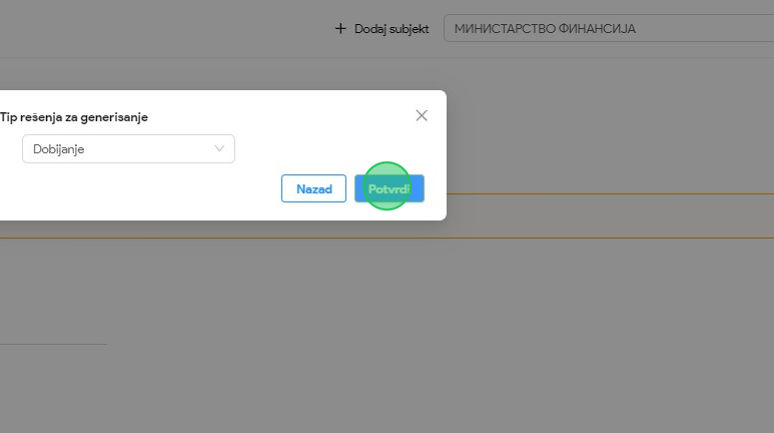 + Dodaj subjekt
МИНИСТАРСТВО ФИНАНСИЈА
Tip rešenja za generisanje
Dobijanje
Nazad
Potvrdi